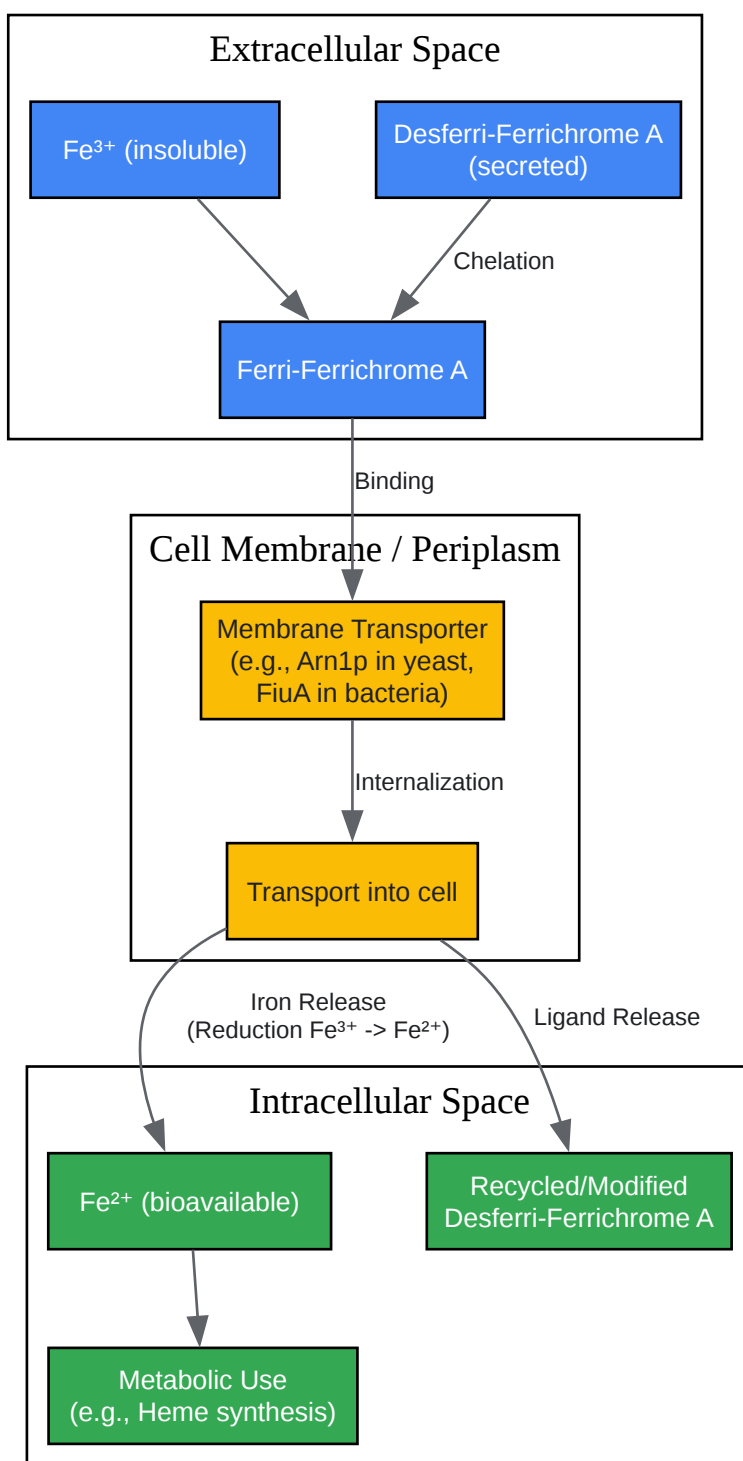 Extracellular Space
Fe³⁺ (insoluble)
Desferri-Ferrichrome A
(secreted)
Chelation
Ferri-Ferrichrome A
Binding
Cell Membrane / Periplasm
Membrane Transporter
(e.g., Arn1p in yeast,
FiuA in bacteria)
Internalization
Transport into cell
Iron Release
(Reduction Fe³⁺ -> Fe²⁺)
Ligand Release
Intracellular Space
Fe²⁺ (bioavailable)
Recycled/Modified
Desferri-Ferrichrome A
Metabolic Use
(e.g., Heme synthesis)